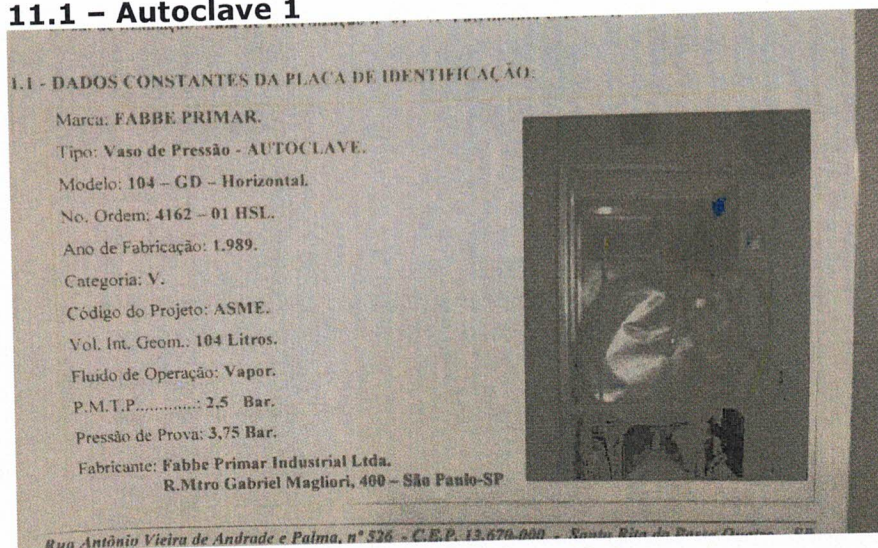 11.1 – Autoclave 1
1.1 - DADOS CONSTANTES DA PLACA DE IDENTIFICAÇÃO:
Marca: FABBE PRIMAR.
Tipo: Vaso de Pressão - AUTOCLAVE.
Modelo: 104 – GD – Horizontal.
No. Ordem: 4162 – 01 HSL.
Ano de Fabricação: 1.989.
Categoria: V.
Código do Projeto: ASME.
Vol. Int. Geom.: 104 Litros.
Fluído de Operação: Vapor.
P.M.T.P.............: 2,5 Bar.
Pressão de Prova: 3,75 Bar.
Fabricante: Fabbe Primar Industrial Ltda.
R.Mtro Gabriel Magliori, 400 – São Paulo-SP
Rua Antônio Vieira de Andrade e Palma, nº 526 - C.E.P. 13.670-000 - Santa Rita do Passa Quatro - SP